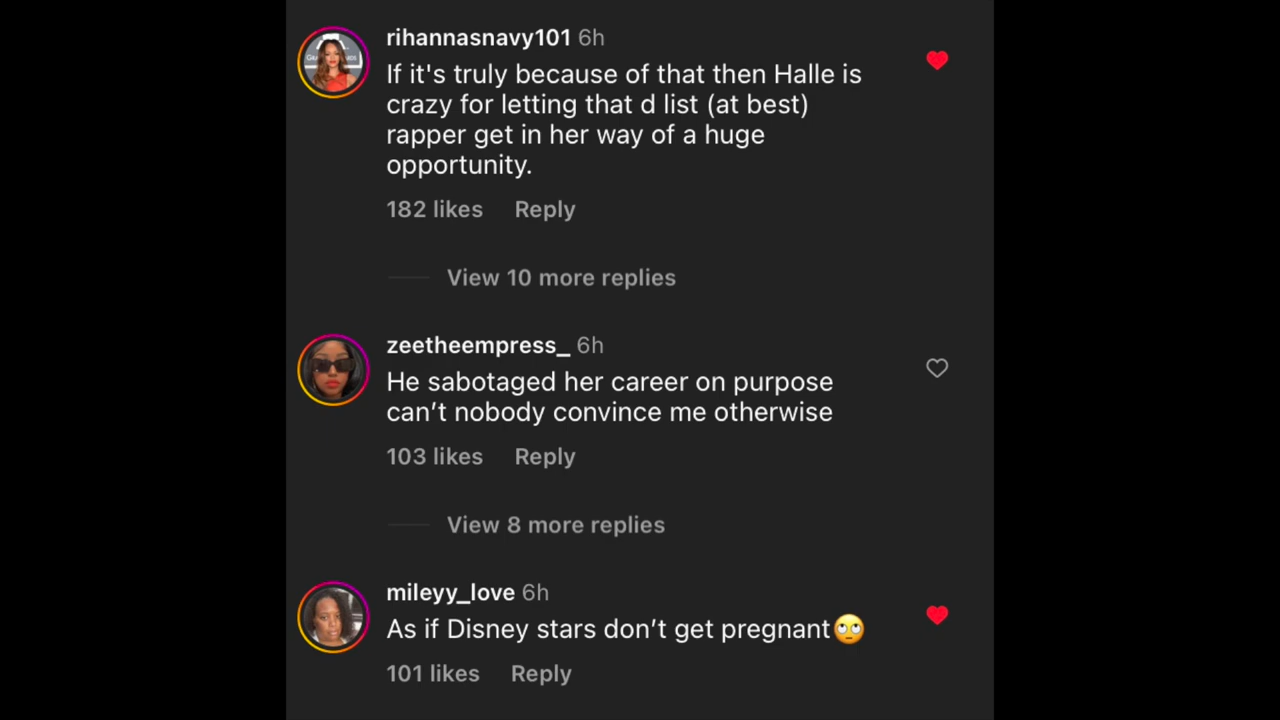 rihannasnavy101 6h
If it's truly because of that then Halle is
crazy for letting that d list (at best)
rapper get in her way of a huge
opportunity.
182 likes Reply
View 10 more replies
zeetheempress_ 6h
He sabotaged her career on purpose
can’t nobody convince me otherwise
103 likes Reply
View 8 more replies
mileyy_love 6h
As if Disney stars don’t get pregnant🙄
101 likes Reply